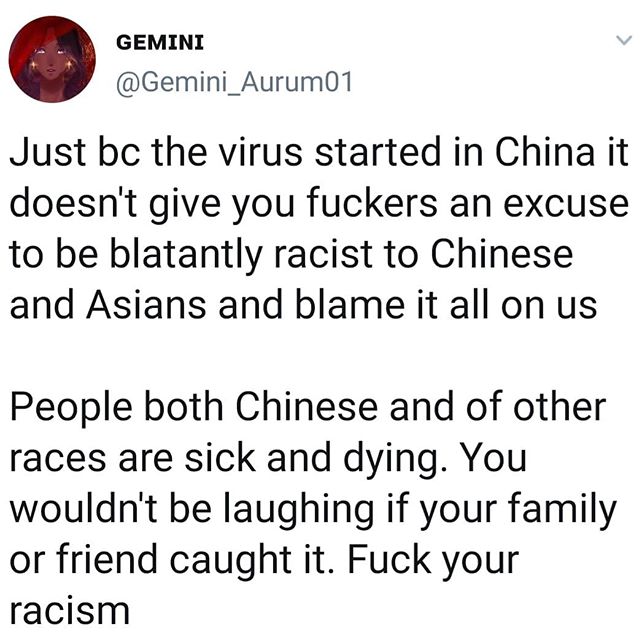 GEMINI
@Gemini_Aurum01
Just bc the virus started in China it
doesn't give you fuckers an excuse
to be blatantly racist to Chinese
and Asians and blame it all on us
People both Chinese and of other
races are sick and dying. You
wouldn't be laughing if your family
or friend caught it. Fuck your
racism